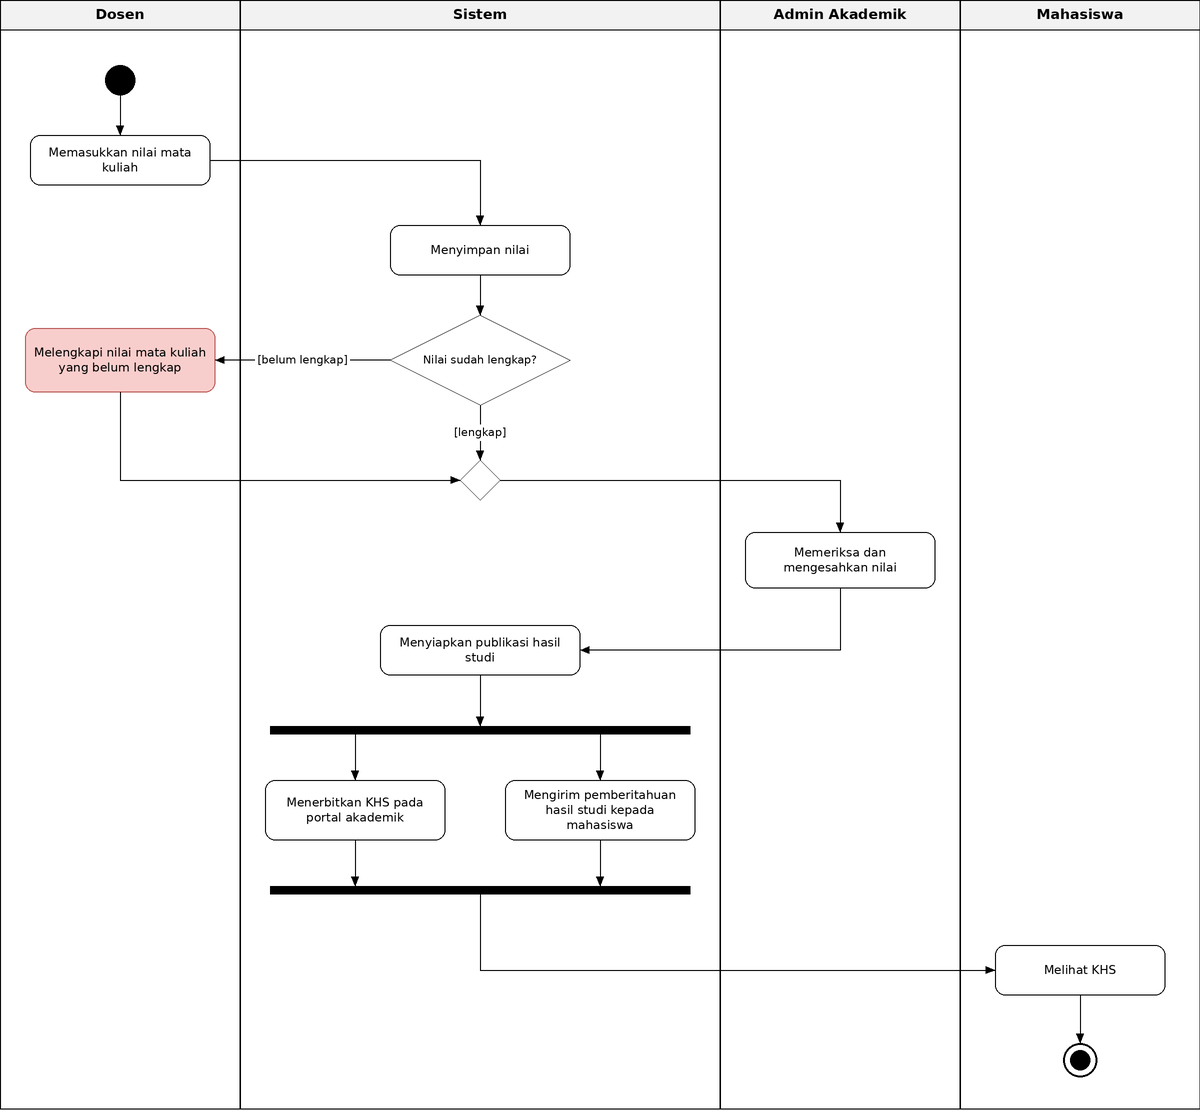 Dosen
Sistem
Admin Akademik
Mahasiswa
Memasukkan nilai mata
kuliah
Menyimpan nilai
Melengkapi nilai mata kuliah
yang belum lengkap
[belum lengkap]
Nilai sudah lengkap?
[lengkap]
Memeriksa dan
mengesahkan nilai
Menyiapkan publikasi hasil
studi
Menerbitkan KHS pada
portal akademik
Mengirim pemberitahuan
hasil studi kepada
mahasiswa
Melihat KHS